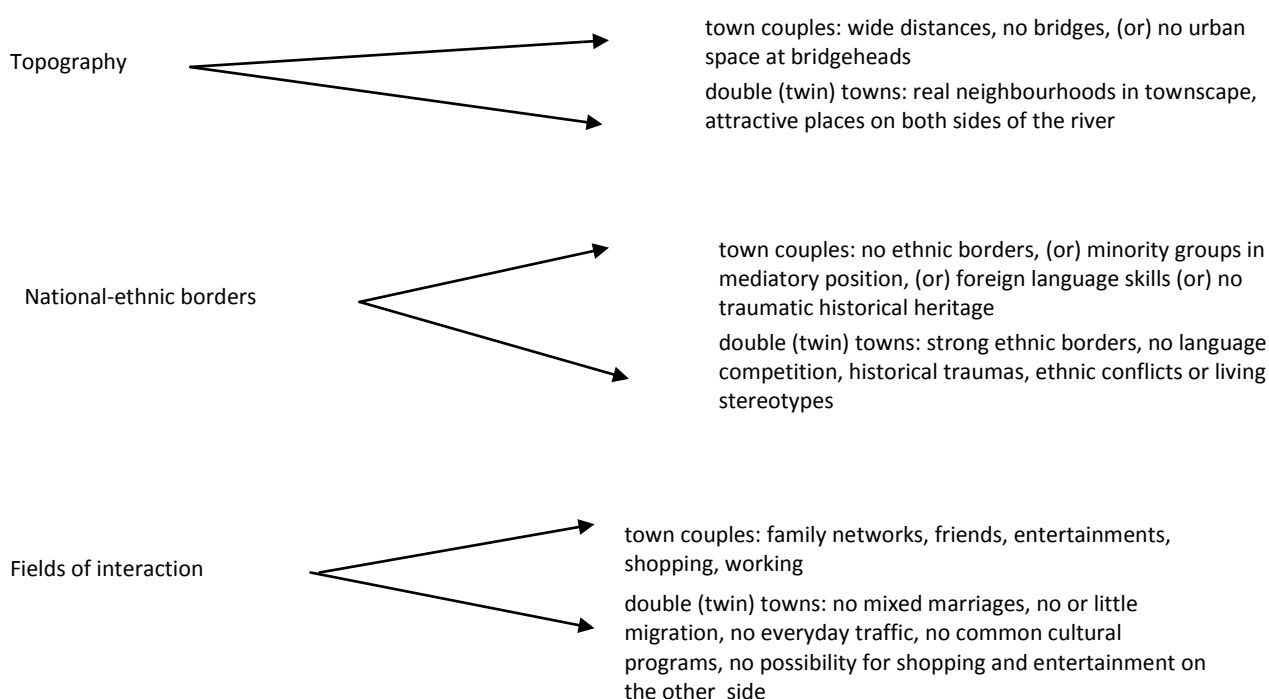 Topography
town couples: wide distances, no bridges, (or) no urban
space at bridgeheads
double (twin) towns: real neighbourhoods in townscape,
attractive places on both sides of the river
National-ethnic borders
town couples: no ethnic borders, (or) minority groups in
mediatory position, (or) foreign language skills (or) no
traumatic historical heritage
double (twin) towns: strong ethnic borders, no language
competition, historical traumas, ethnic conflicts or living
stereotypes
Fields of interaction
town couples: family networks, friends, entertainments,
shopping, working
double (twin) towns: no mixed marriages, no or little
migration, no everyday traffic, no common cultural
programs, no possibility for shopping and entertainment on
the other side